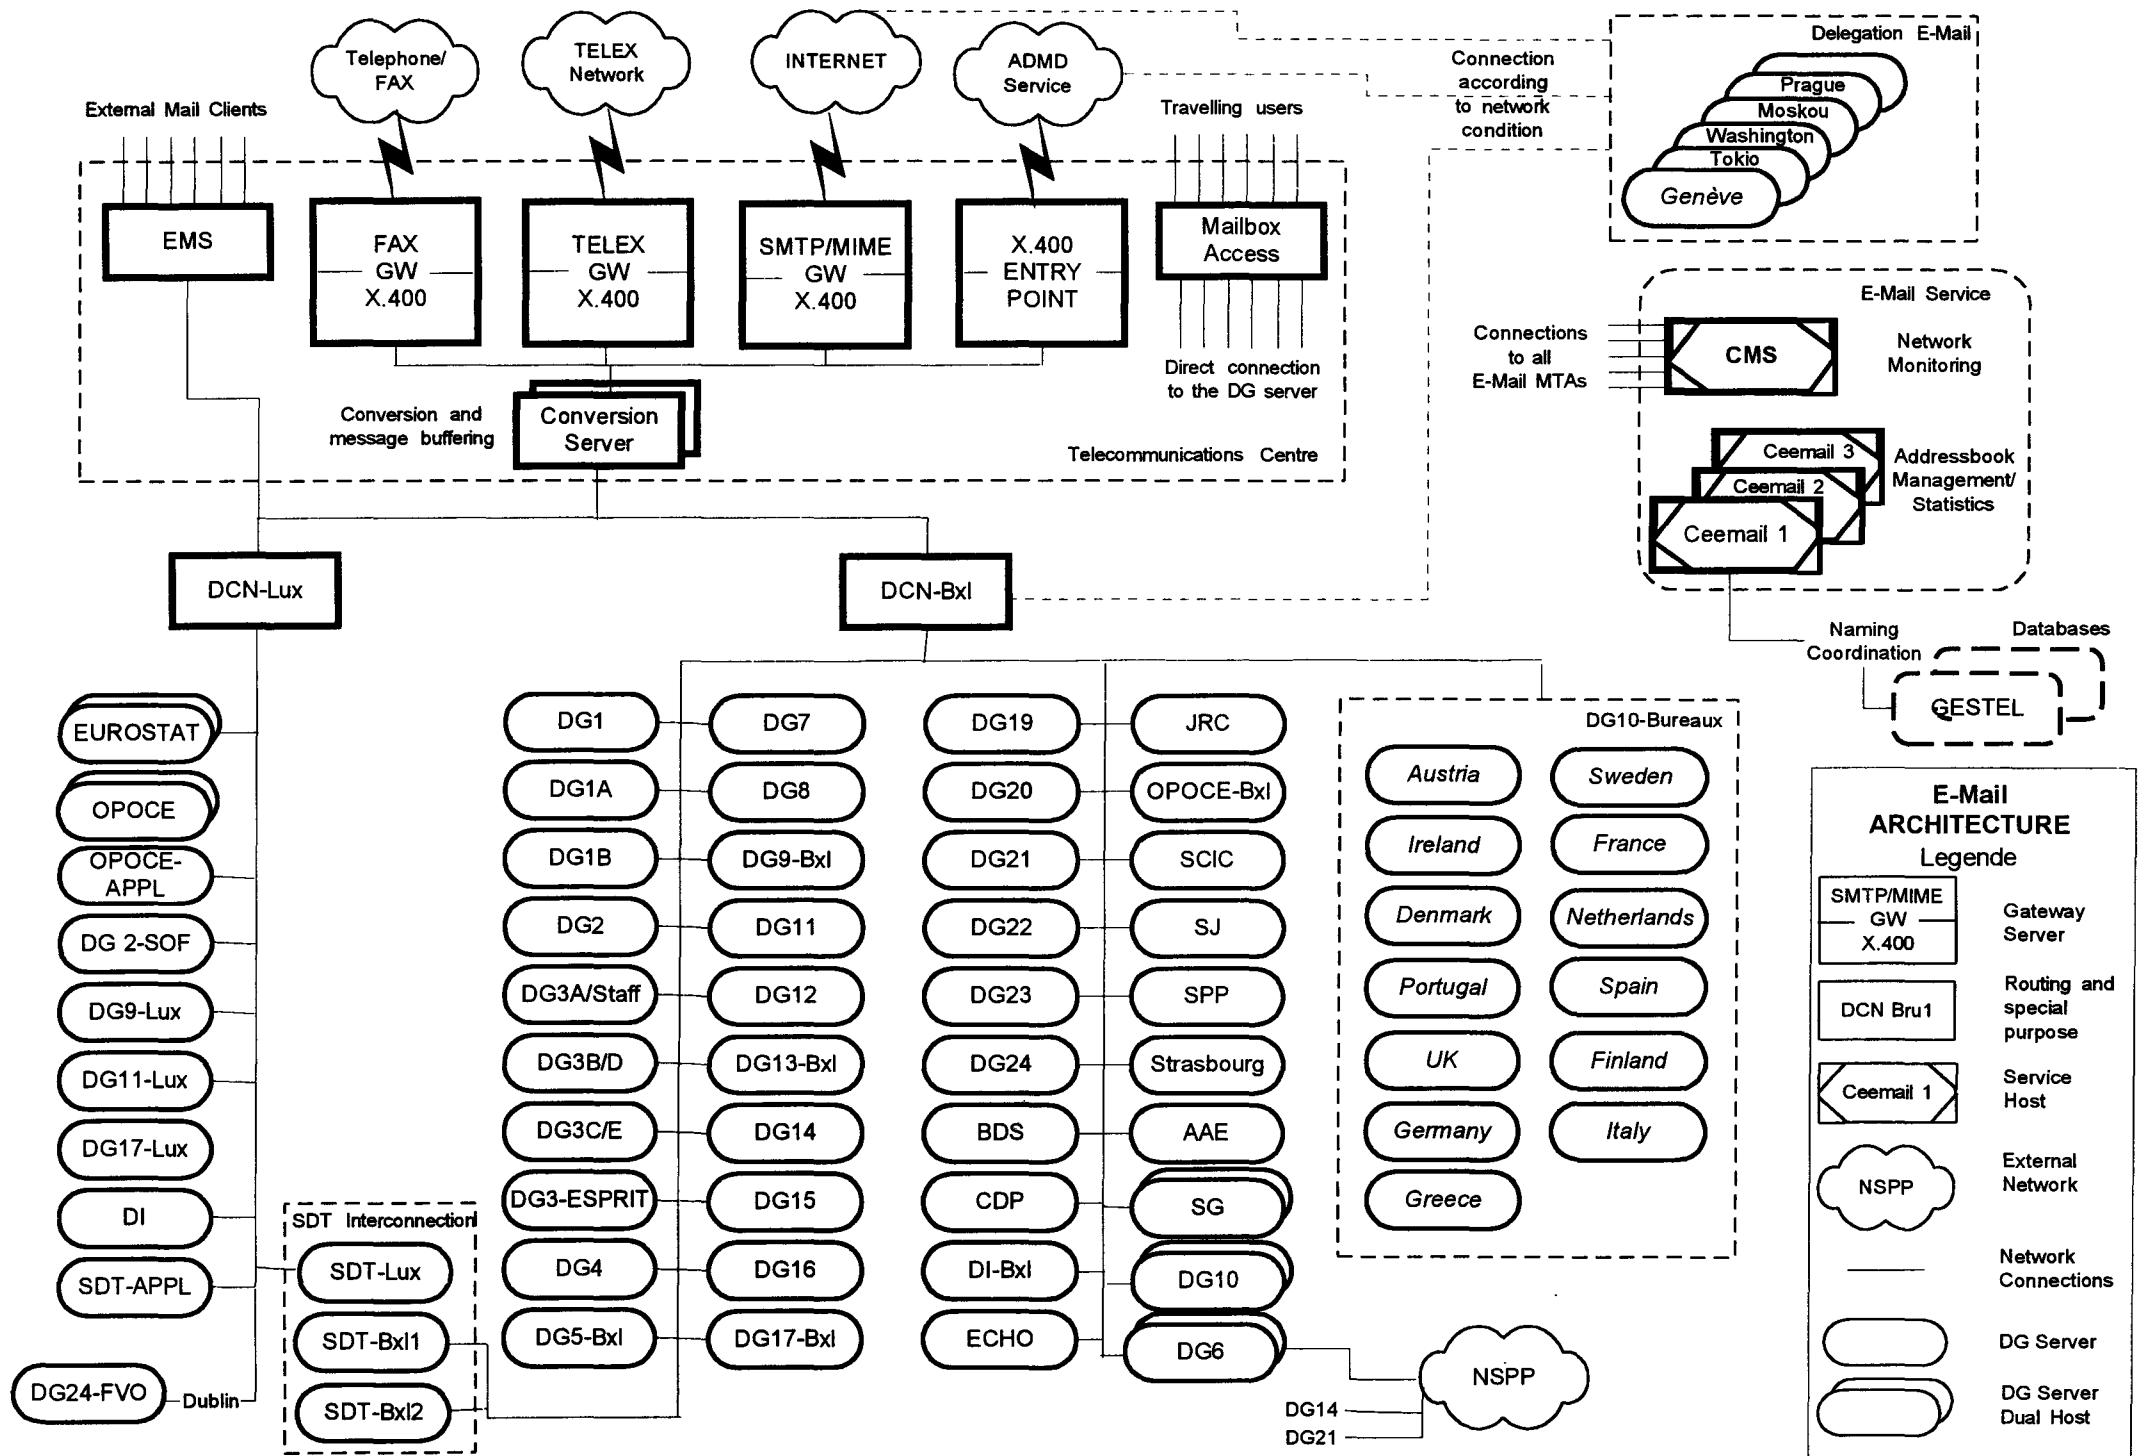 Telephone/
FAX
TELEX
Network
INTERNET
ADMD
Service
External Mail Clients
Travelling users
Connection
according
to network
condition
Delegation E-Mail
Prague
Moskou
Washington
Tokio
Genève
EMS
FAX
GW
X.400
TELEX
GW
X.400
SMTP/MIME
GW
X.400
X.400
ENTRY
POINT
Mailbox
Access
Direct connection
to the DG server
Conversion and
message buffering
Conversion
Server
Telecommunications Centre
E-Mail Service
Connections
to all
E-Mail MTAs
CMS
Network
Monitoring
Ceemail 3
Ceemail 2
Ceemail 1
Addressbook
Management/
Statistics
DCN-Lux
DCN-Bxl
Naming
Coordination
Databases
GESTEL
EUROSTAT
OPOCE
OPOCE-
APPL
DG 2-SOF
DG9-Lux
DG11-Lux
DG17-Lux
DI
SDT-APPL
DG24-FVO
Dublin
SDT Interconnection
SDT-Lux
SDT-Bxl1
SDT-Bxl2
DG1
DG1A
DG1B
DG2
DG3A/Staff
DG3B/D
DG3C/E
DG3-ESPRIT
DG4
DG5-Bxl
DG7
DG8
DG9-Bxl
DG11
DG12
DG13-Bxl
DG14
DG15
DG16
DG17-Bxl
DG19
DG20
DG21
DG22
DG23
DG24
BDS
CDP
DI-Bxl
ECHO
JRC
OPOCE-Bxl
SCIC
SJ
SPP
Strasbourg
AAE
SG
DG10
DG6
NSPP
DG14
DG21
DG10-Bureaux
Austria
Ireland
Denmark
Portugal
UK
Germany
Greece
Sweden
France
Netherlands
Spain
Finland
Italy
E-Mail
ARCHITECTURE
Legende
SMTP/MIME
GW
X.400
Gateway
Server
DCN Bru1
Routing and
special
purpose
Ceemail 1
Service
Host
NSPP
External
Network
Network
Connections
DG Server
DG Server
Dual Host